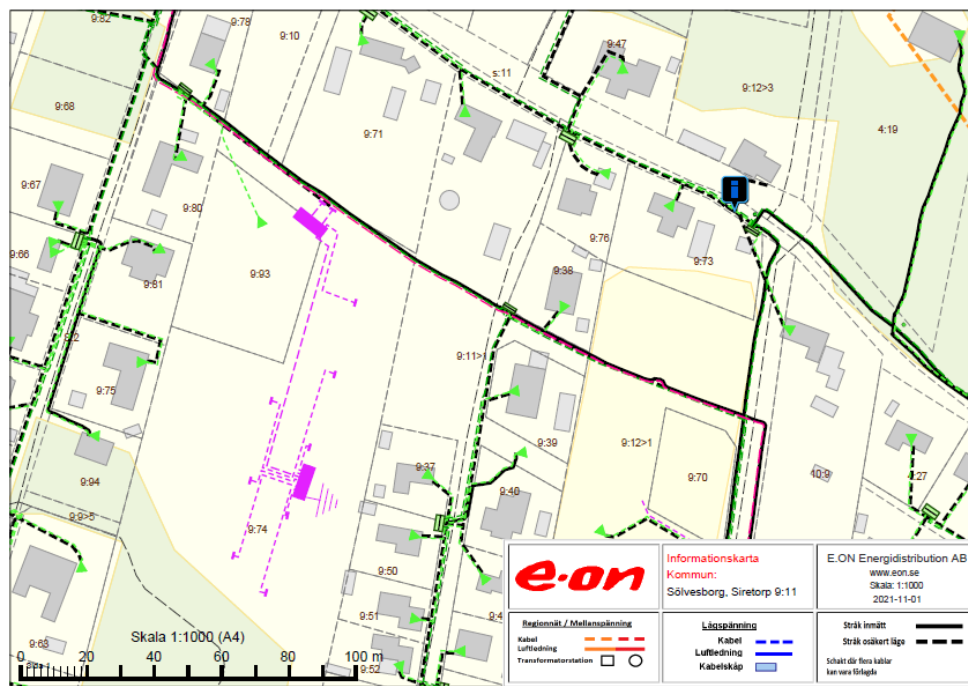 9:82
9:78
9:10
9:47
s:11
9:12>3
9:68
9:71
4:19
9:67
9:80
9:76
9:66
9:81
9:93
9:38
9:73
9:2
9:11>1
9:75
9:39
9:12>1
9:37
9:70
10:9
4:27
9:94
9:40
9:9>5
9:74
9:50
9:51
9:63
9:52
9:4
Skala 1:1000 (A4)
0 20 40 60 80 100 m
e·on
Informationskarta
Kommun:
Sölvesborg, Siretorp 9:11
E.ON Energidistribution AB
www.eon.se
Skala: 1:1000
2021-11-01
Regionnät / Mellanspänning
Kabel
Luftledning
Transformatorstation
Lågspänning
Kabel
Luftledning
Kabelskåp
Stråk inmätt
Stråk osäkert läge
Schakt där flera kablar
kan vara förlagda